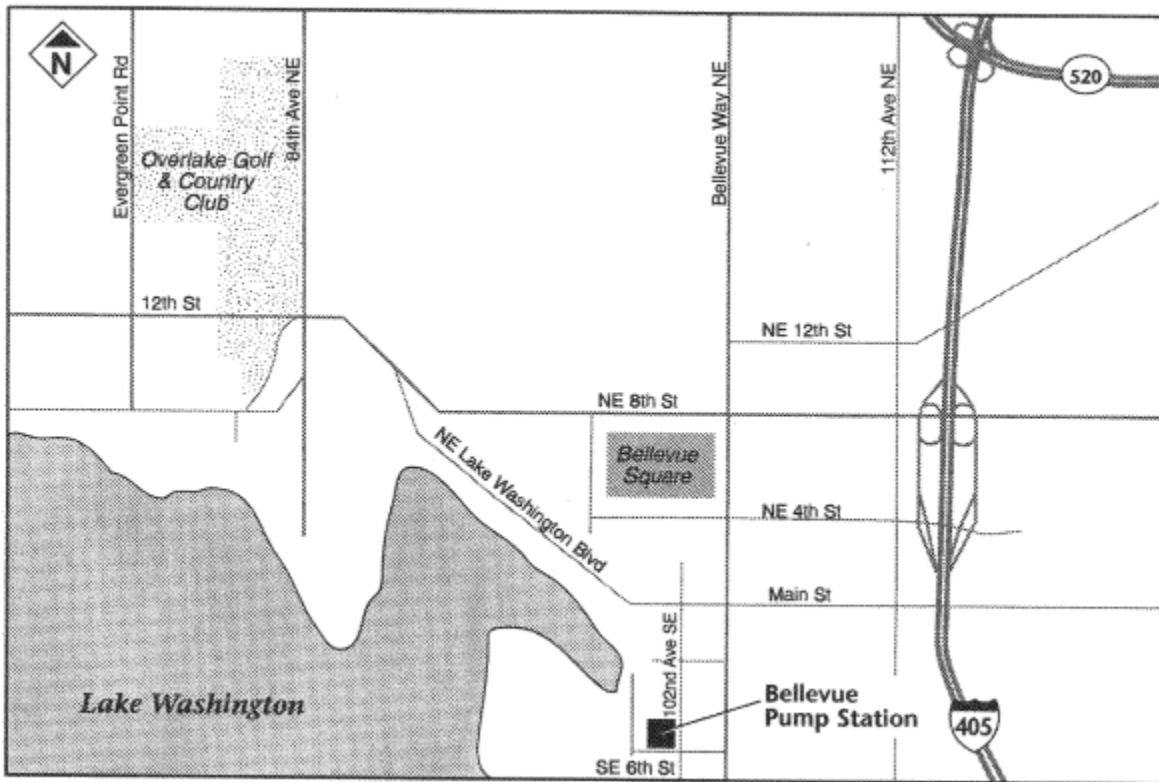 N
Evergreen Point Rd
84th Ave NE
Bellevue Way NE
112th Ave NE
520
Overlake Golf
& Country
Club
12th St
NE 12th St
NE 8th St
NE Lake Washington Blvd
Bellevue
Square
NE 4th St
Main St
102nd Ave SE
Lake Washington
Bellevue
Pump Station
405
SE 6th St